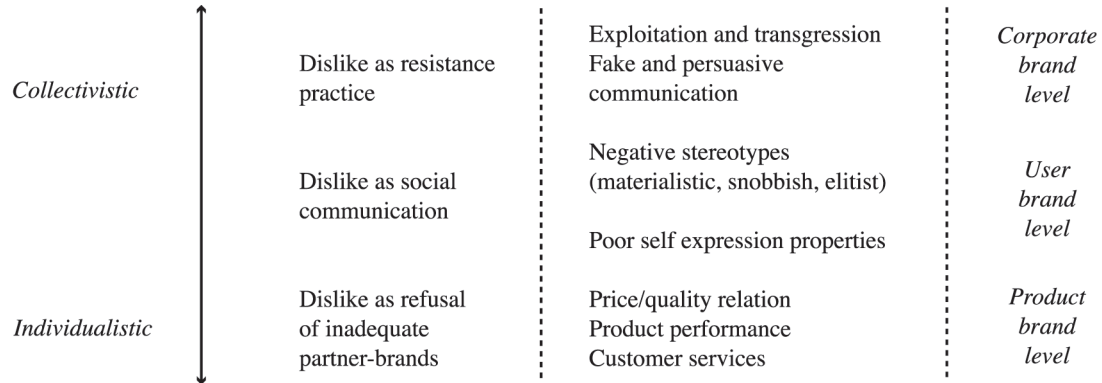 Collectivistic
Dislike as resistance
practice
Exploitation and transgression
Fake and persuasive
communication
Corporate
brand
level
Dislike as social
communication
Negative stereotypes
(materialistic, snobbish, elitist)
Poor self expression properties
User
brand
level
Individualistic
Dislike as refusal
of inadequate
partner-brands
Price/quality relation
Product performance
Customer services
Product
brand
level